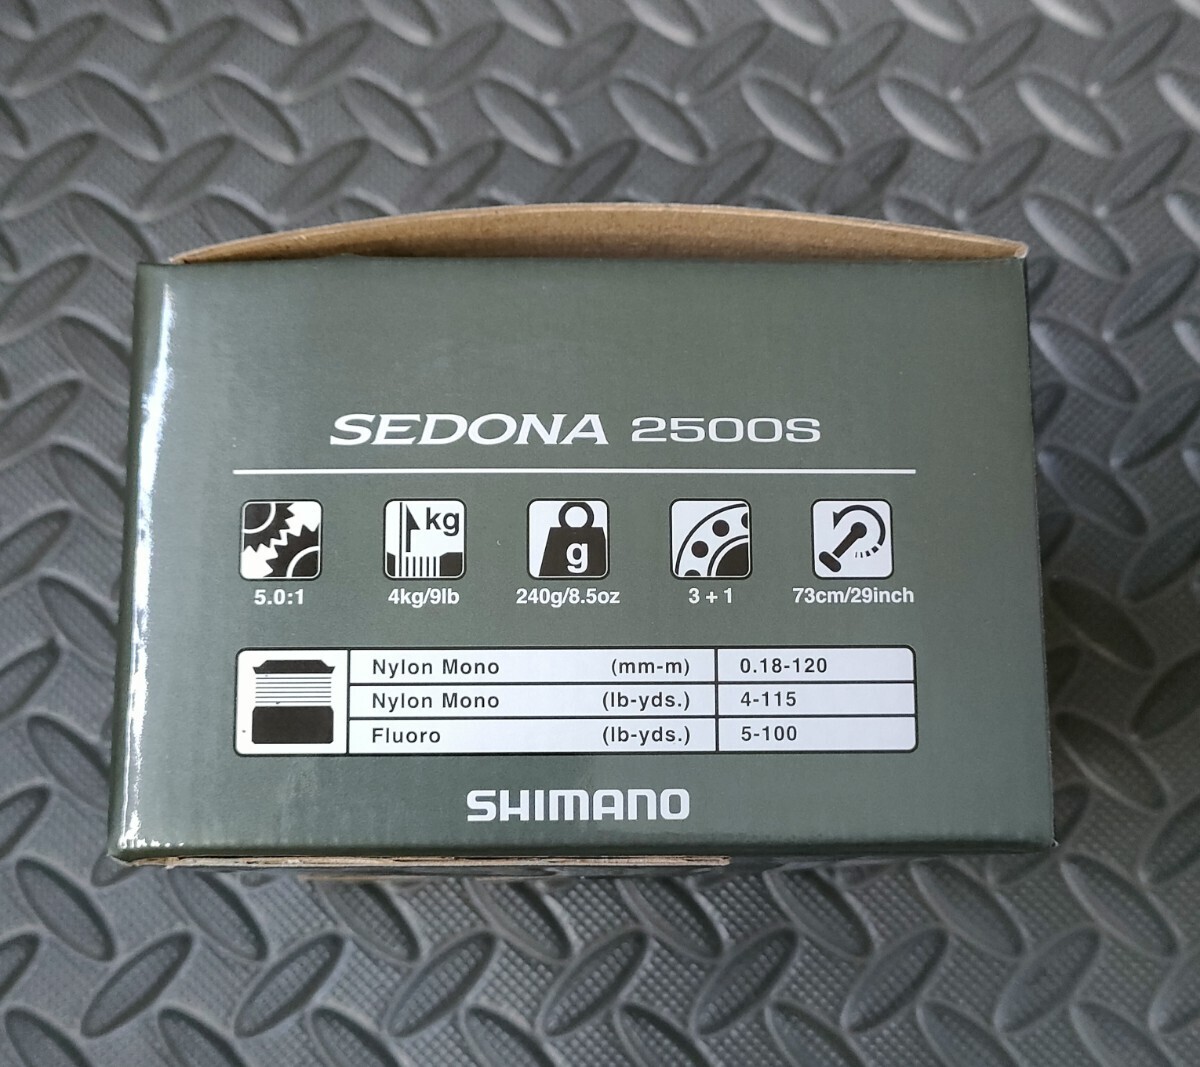 SEDONA 2500S
kg
g
5.0:1 4kg/9lb 240g/8.5oz 3 + 1 73cm/29inch
Nylon Mono (mm-m) 0.18-120
Nylon Mono (lb-yds.) 4-115
Fluoro (lb-yds.) 5-100
SHIMANO